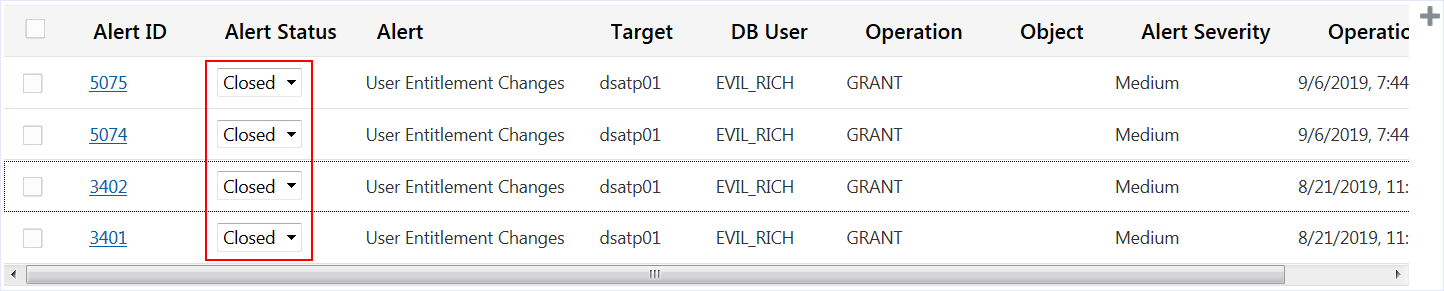 Alert ID Alert Status Alert Target DB User Operation Object Alert Severity Operatio
5075 Closed User Entitlement Changes dsatp01 EVIL_RICH GRANT Medium 9/6/2019, 7:44
5074 Closed User Entitlement Changes dsatp01 EVIL_RICH GRANT Medium 9/6/2019, 7:44
3402 Closed User Entitlement Changes dsatp01 EVIL_RICH GRANT Medium 8/21/2019, 11:
3401 Closed User Entitlement Changes dsatp01 EVIL_RICH GRANT Medium 8/21/2019, 11: